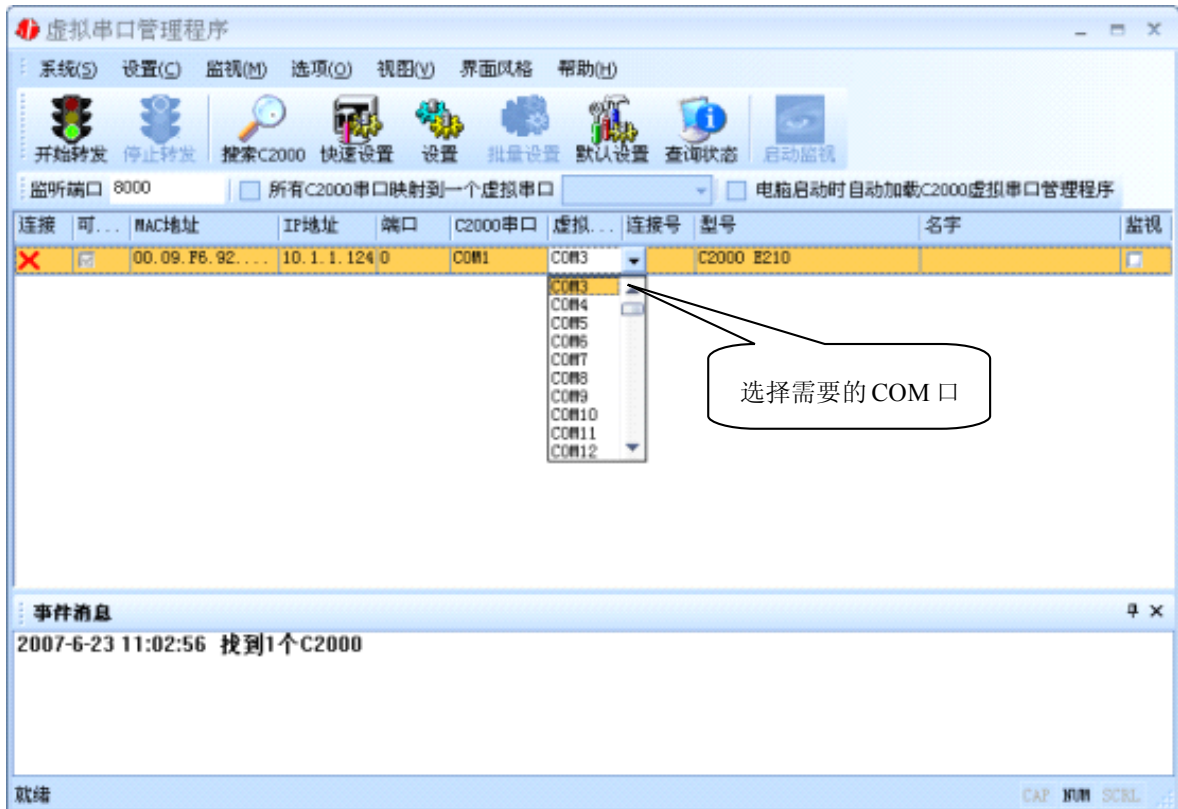 虚拟串口管理程序
系统(S) 设置(C) 监视(M) 选项(O) 视图(V) 界面风格 帮助(H)
开始转发 停止转发 搜索C2000 快速设置 设置 批量设置 默认设置 查询状态 启动监视
监听端口 8000 所有C2000串口映射到一个虚拟串口 电脑启动时自动加载C2000虚拟串口管理程序
连接 可... MAC地址 IP地址 端口 C2000串口 虚拟... 连接号 型号 名字 监视
00.09.F6.92.... 10.1.1.124 0 COM1 COM3 C2000 E210
COM3
COM4
COM5
COM6
COM7
COM8
COM9
COM10
COM11
COM12
选择需要的 COM 口
事件消息
2007-6-23 11:02:56 找到1个C2000
就绪 CAP NUM SCRL